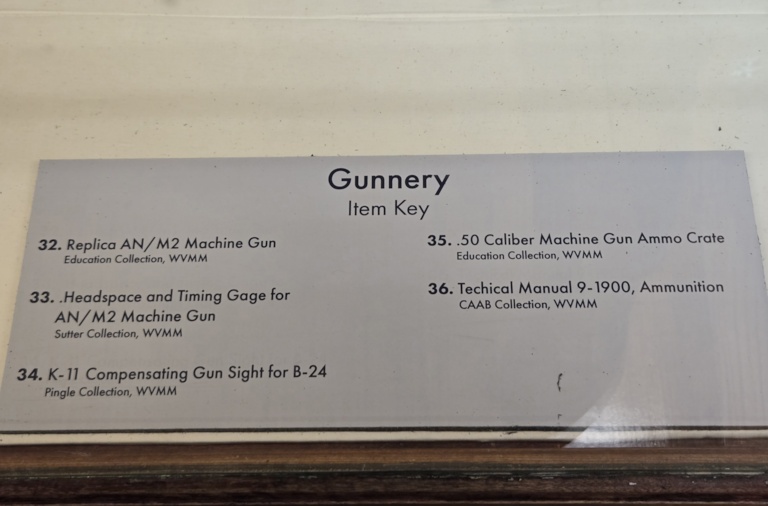 Gunnery
Item Key
32. Replica AN/M2 Machine Gun
Education Collection, WVMM
33. .Headspace and Timing Gage for
AN/M2 Machine Gun
Sutter Collection, WVMM
34. K-11 Compensating Gun Sight for B-24
Pingle Collection, WVMM
35. .50 Caliber Machine Gun Ammo Crate
Education Collection, WVMM
36. Techical Manual 9-1900, Ammunition
CAAB Collection, WVMM